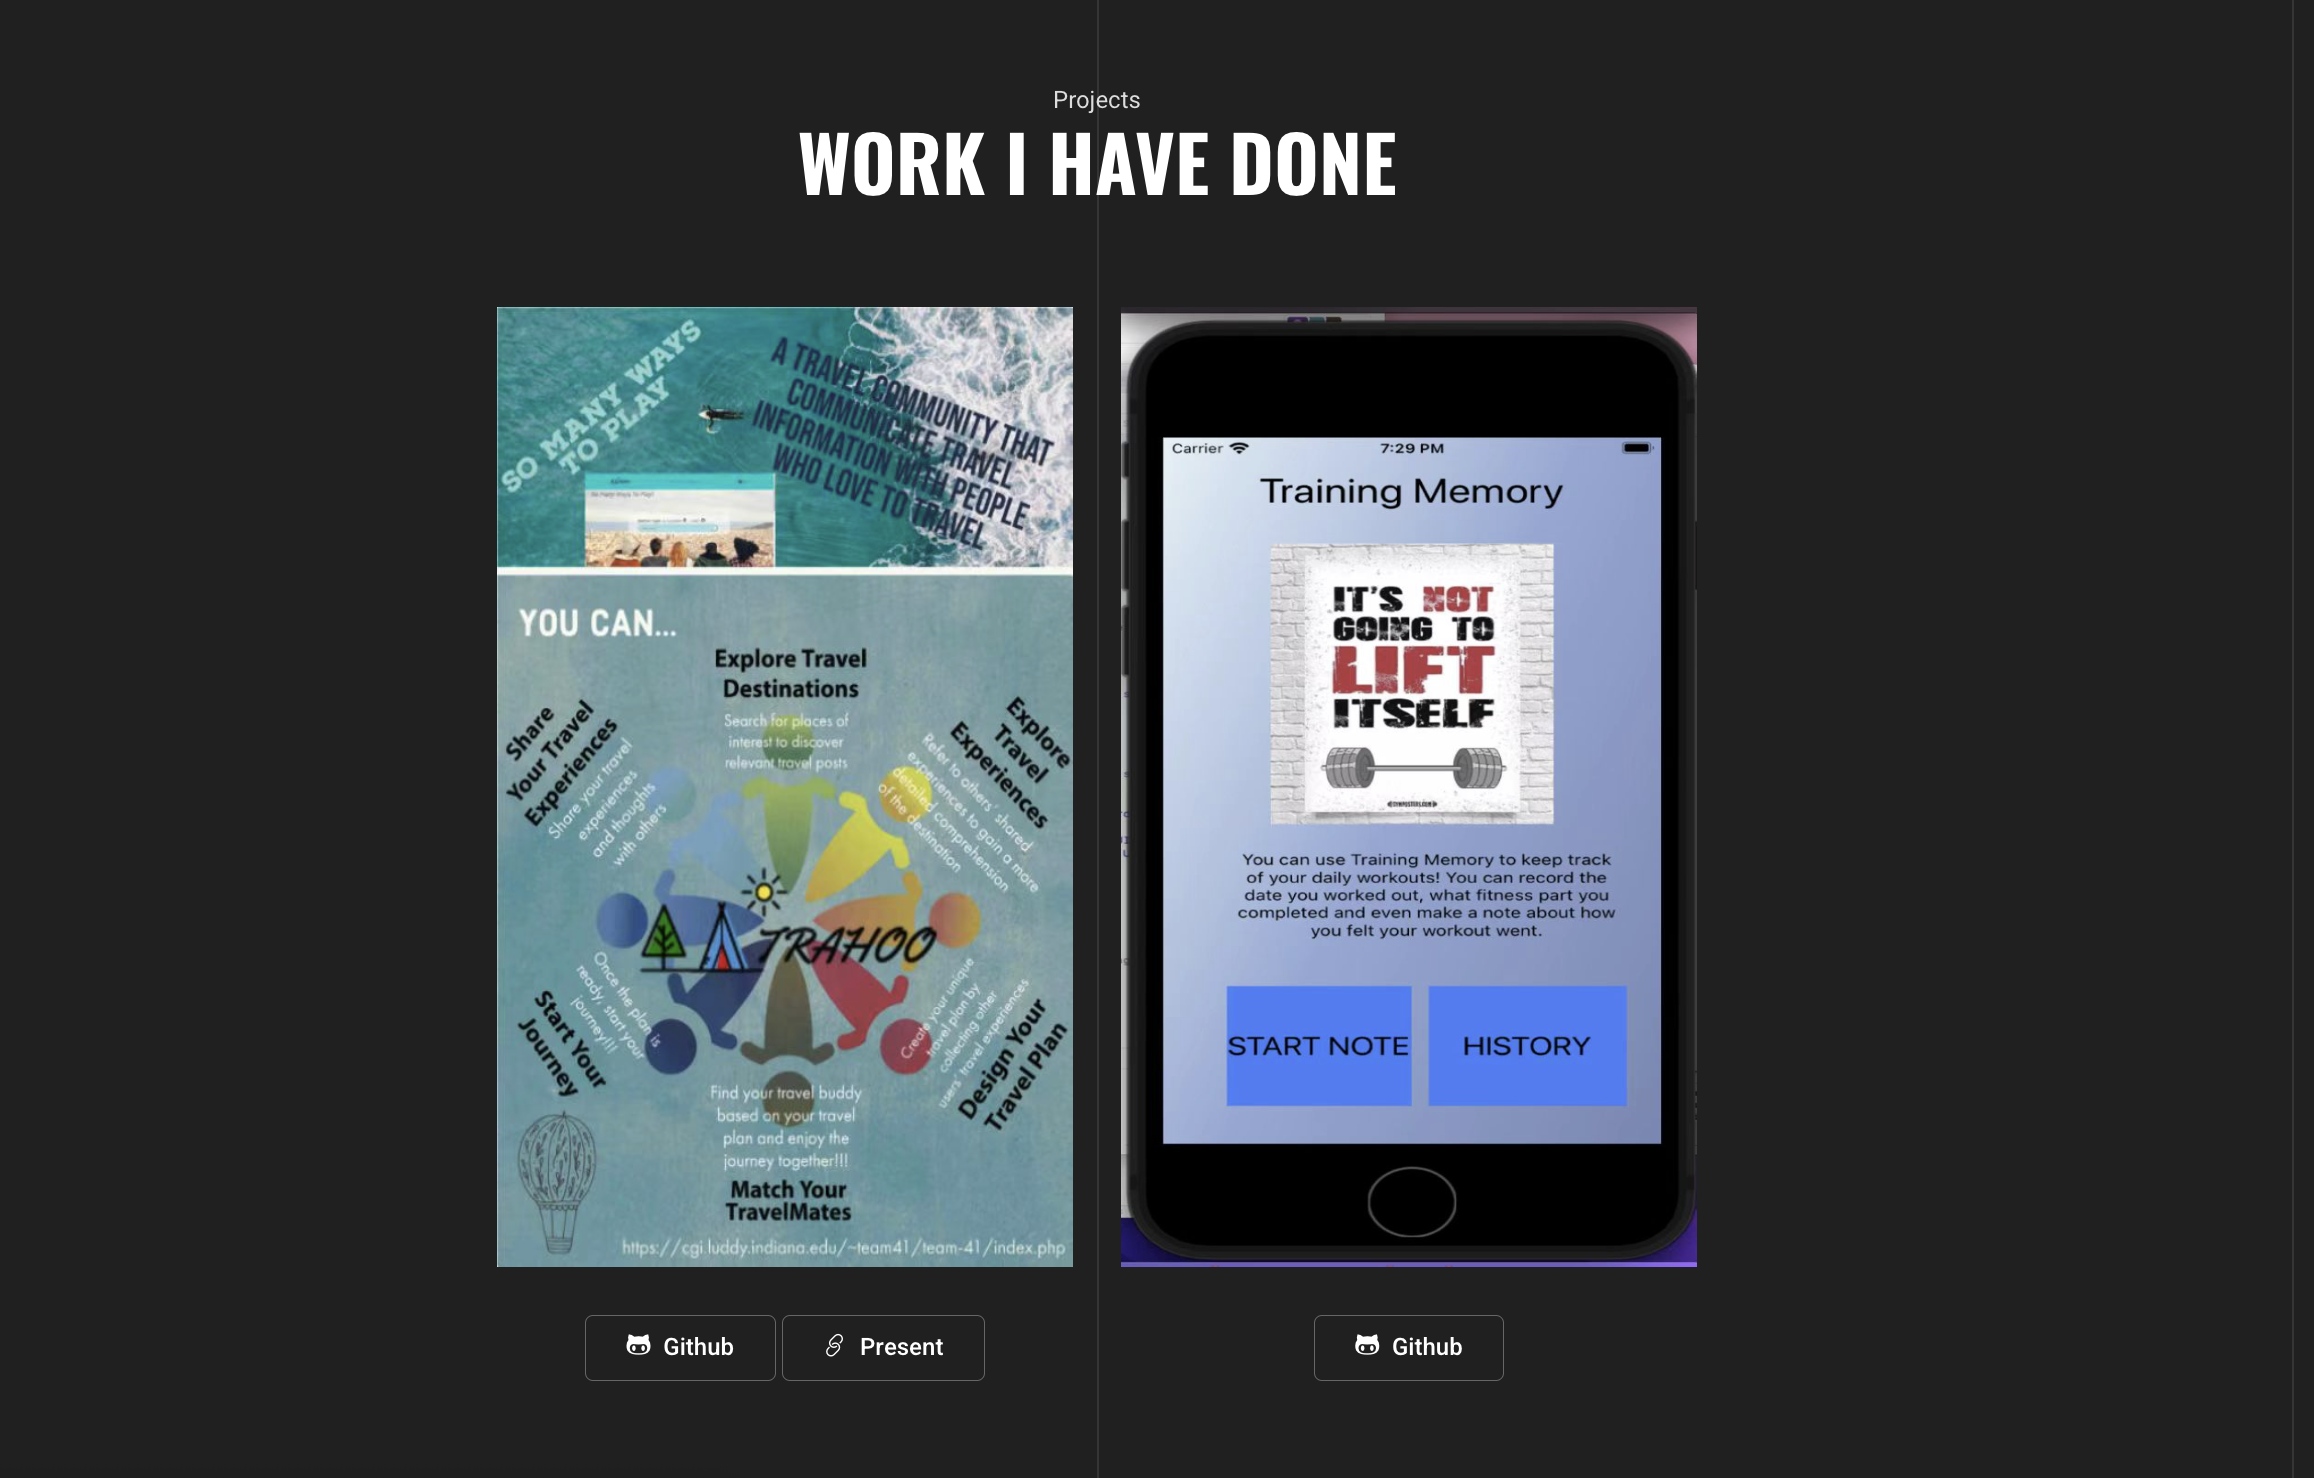 Projects
WORK I HAVE DONE
SO MANY WAYS
TO PLAY
A TRAVEL COMMUNITY THAT
COMMUNICATE TRAVEL
INFORMATION WITH PEOPLE
WHO LOVE TO TRAVEL
YOU CAN...
Explore Travel
Destinations
Search for places of
interest to discover
relevant travel posts
Share
Your Travel
Experiences
Share your travel
experiences
and thoughts
with others
Explore
Travel
Experiences
Refer to others' shared
experiences to gain a more
detailed comprehension
of the destination
TRAHOO
Once the plan is
ready, start your
journey!!!
Start Your
Journey
Create your unique
travel plan by
collecting other
users' travel experiences
Design Your
Travel Plan
Find your travel buddy
based on your travel
plan and enjoy the
journey together!!!
Match Your
TravelMates
https://cgi.luddy.indiana.edu/~team41/team-41/index.php
Github
Present
Carrier
7:29 PM
Training Memory
IT'S NOT
GOING TO
LIFT
ITSELF
You can use Training Memory to keep track
of your daily workouts! You can record the
date you worked out, what fitness part you
completed and even make a note about how
you felt your workout went.
START NOTE
HISTORY
Github